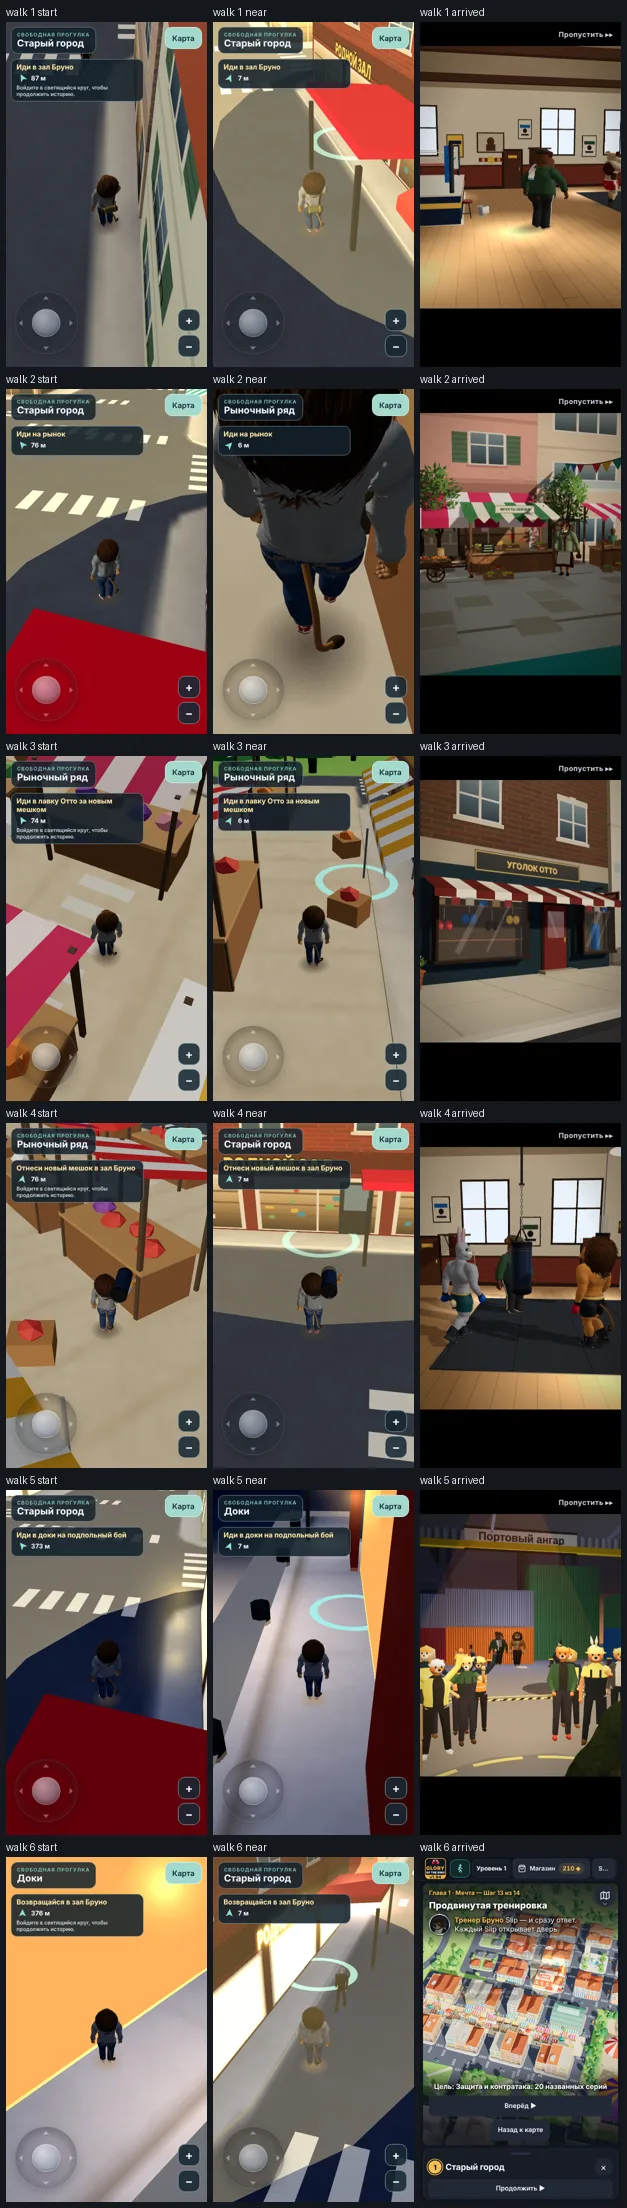 walk 1 start
walk 1 near
walk 1 arrived
СВОБОДНАЯ ПРОГУЛКА
Старый город
Карта
Иди в зал Бруно
87 м
Войдите в светящийся круг, чтобы
продолжить историю.
СВОБОДНАЯ ПРОГУЛКА
Старый город
Карта
Иди в зал Бруно
7 м
Пропустить ▸▸
walk 2 start
walk 2 near
walk 2 arrived
СВОБОДНАЯ ПРОГУЛКА
Старый город
Карта
Иди на рынок
76 м
СВОБОДНАЯ ПРОГУЛКА
Рыночный ряд
Карта
Иди на рынок
6 м
Пропустить ▸▸
walk 3 start
walk 3 near
walk 3 arrived
СВОБОДНАЯ ПРОГУЛКА
Рыночный ряд
Карта
Иди в лавку Отто за новым
мешком
74 м
Войдите в светящийся круг, чтобы
продолжить историю.
СВОБОДНАЯ ПРОГУЛКА
Рыночный ряд
Карта
Иди в лавку Отто за новым
мешком
6 м
Пропустить ▸▸
УГОЛОК ОТТО
walk 4 start
walk 4 near
walk 4 arrived
СВОБОДНАЯ ПРОГУЛКА
Рыночный ряд
Карта
Отнеси новый мешок в зал Бруно
76 м
Войдите в светящийся круг, чтобы
продолжить историю.
СВОБОДНАЯ ПРОГУЛКА
Старый город
Карта
Отнеси новый мешок в зал Бруно
7 м
Пропустить ▸▸
walk 5 start
walk 5 near
walk 5 arrived
СВОБОДНАЯ ПРОГУЛКА
Старый город
Карта
Иди в доки на подпольный бой
373 м
СВОБОДНАЯ ПРОГУЛКА
Доки
Карта
Иди в доки на подпольный бой
7 м
Пропустить ▸▸
Портовый ангар
walk 6 start
walk 6 near
walk 6 arrived
СВОБОДНАЯ ПРОГУЛКА
Доки
Карта
Возвращайся в зал Бруно
376 м
Войдите в светящийся круг, чтобы
продолжить историю.
СВОБОДНАЯ ПРОГУЛКА
Старый город
Карта
Возвращайся в зал Бруно
7 м
GLORY
Уровень 1
Магазин
210
S...
Глава 1 · Мечта — Шаг 13 из 14
Продвинутая тренировка
Тренер Бруно Slip — и сразу ответ.
Каждый Slip открывает дверь.
Цель: Защита и контратака: 20 названных серий
Вперёд ▶
Назад к карте
1 Старый город
×
Продолжить ▶